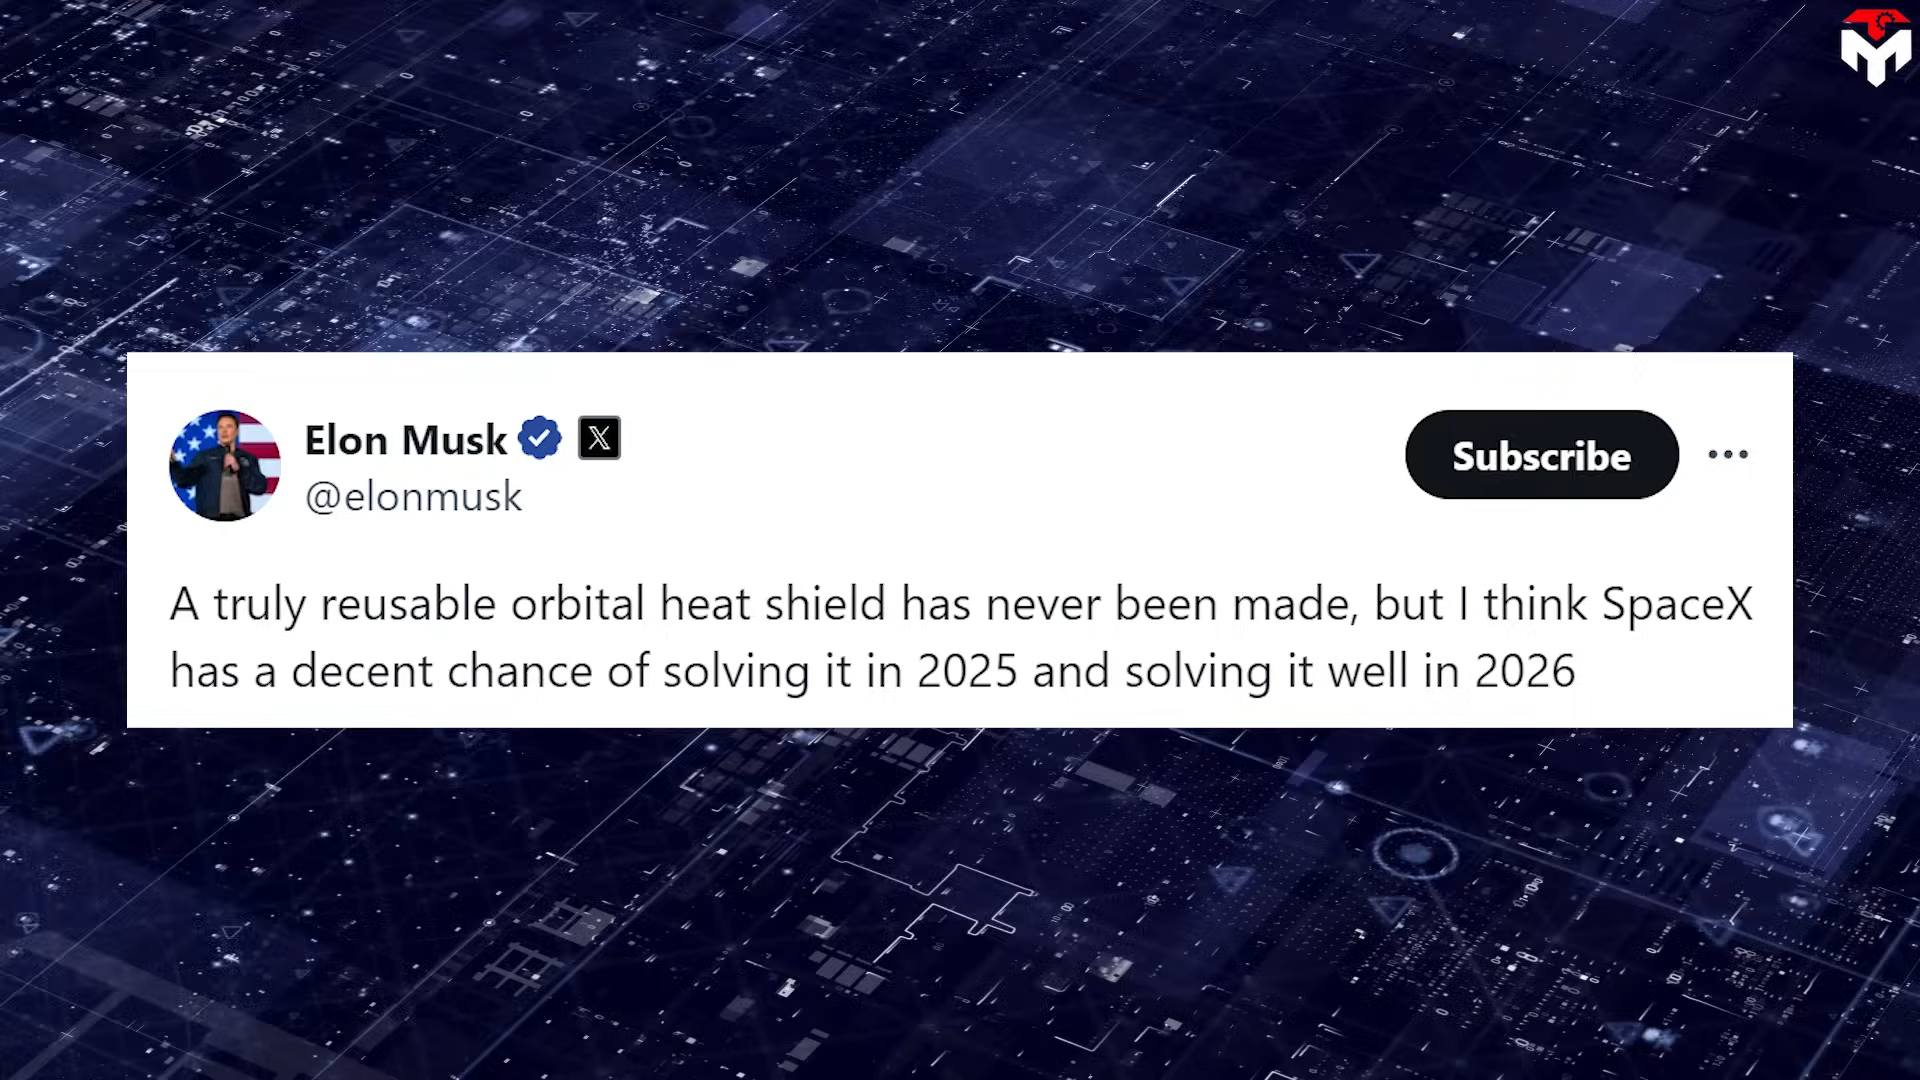 Elon Musk
@elonmusk
Subscribe
A truly reusable orbital heat shield has never been made, but I think SpaceX
has a decent chance of solving it in 2025 and solving it well in 2026